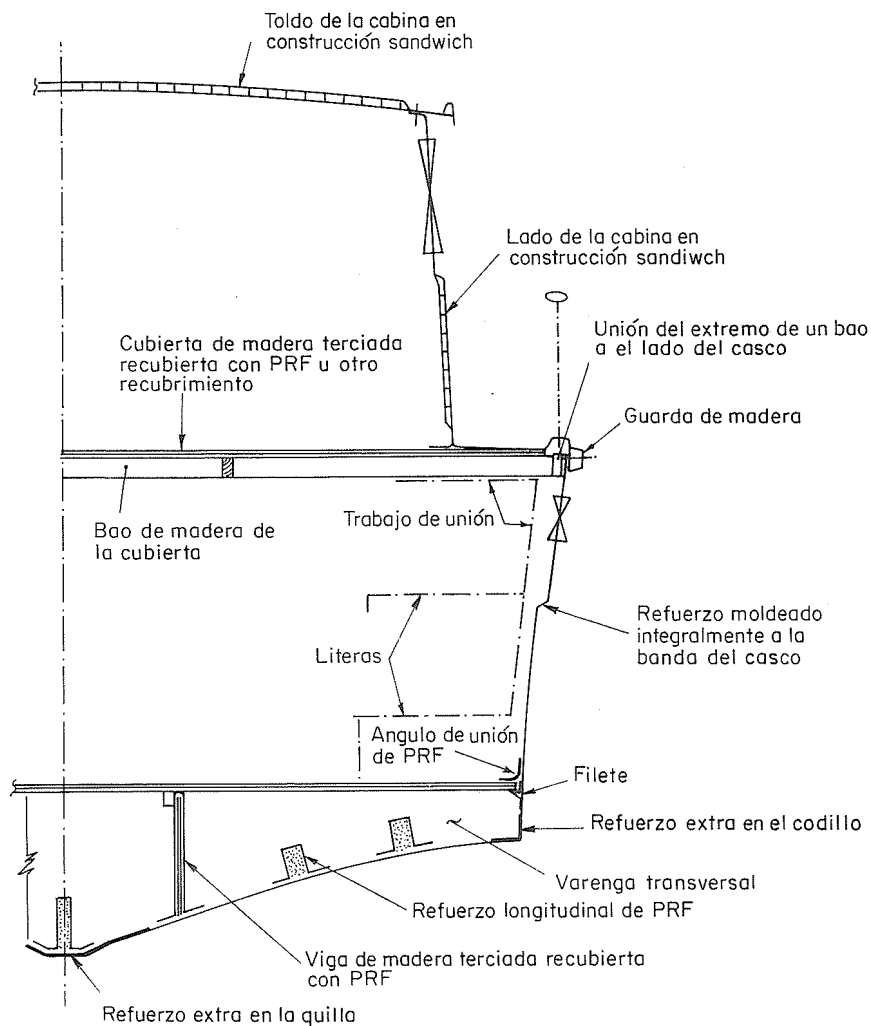 Toldo de la cabina en
construcción sandwich
Lado de la cabina en
construcción sandiwch
Cubierta de madera terciada
recubierta con PRF u otro
recubrimiento
Unión del extremo de un bao
a el lado del casco
Guarda de madera
Bao de madera de
la cubierta
Trabajo de unión
Refuerzo moldeado
integralmente a la
banda del casco
Literas
Angulo de unión
de PRF
Filete
Refuerzo extra en el codillo
Varenga transversal
Refuerzo longitudinal de PRF
Viga de madera terciada recubierta
con PRF
Refuerzo extra en la quilla